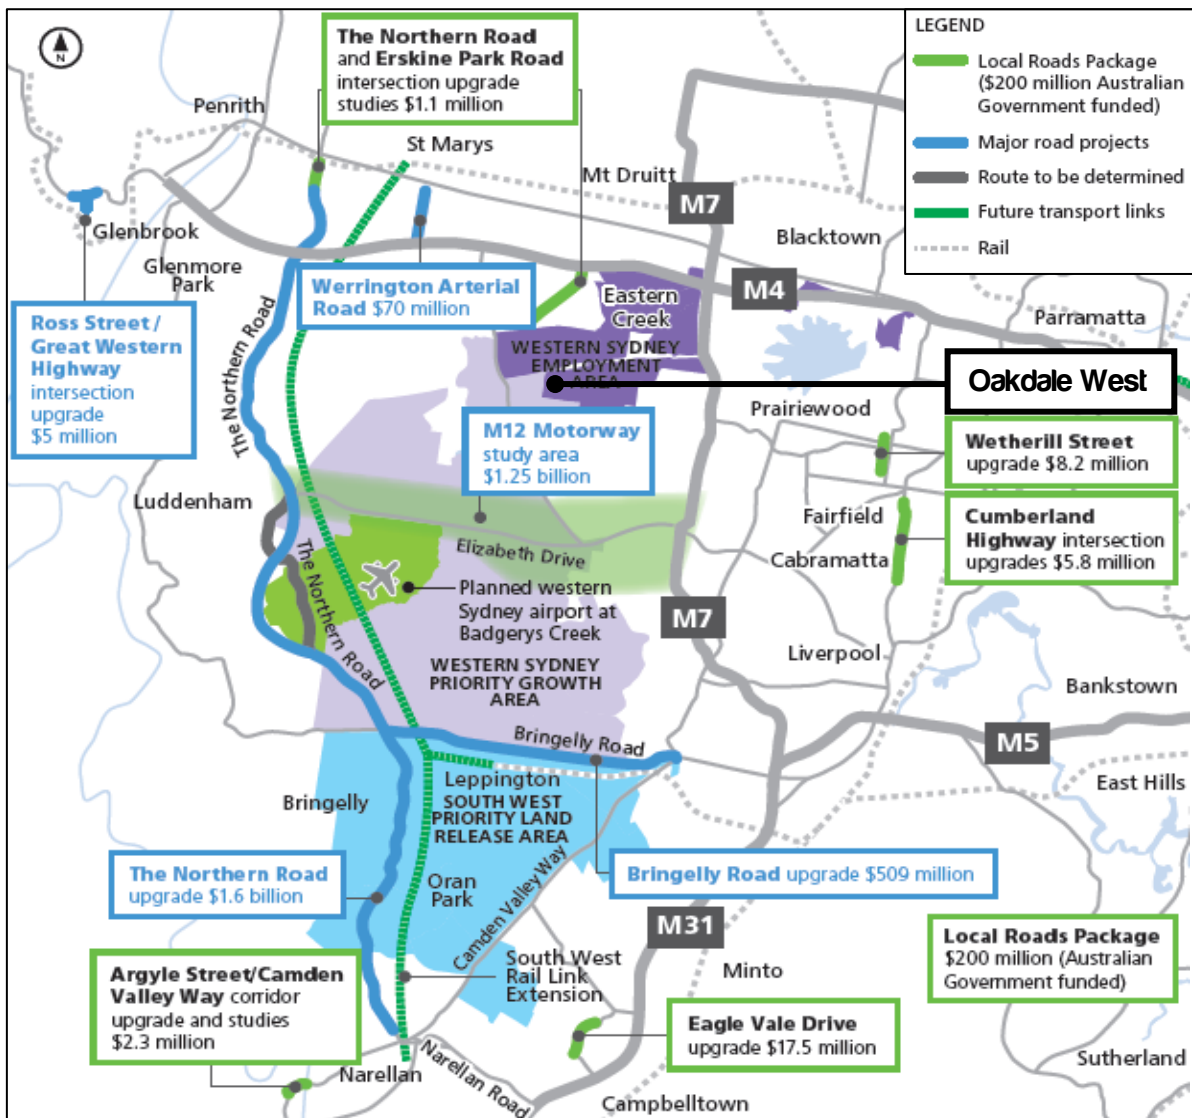 N
The Northern Road
and Erskine Park Road
intersection upgrade
studies $1.1 million
LEGEND
Local Roads Package
($200 million Australian
Government funded)
Major road projects
Route to be determined
Future transport links
Rail
Penrith
St Marys
Mt Druitt
M7
Blacktown
Glenbrook
Glenmore
Park
Werrington Arterial
Road $70 million
Eastern
Creek
M4
Parramatta
Ross Street /
Great Western
Highway
intersection
upgrade
$5 million
The Northern Road
WESTERN SYDNEY
EMPLOYMENT
AREA
Oakdale West
Prairiewood
M12 Motorway
study area
$1.25 billion
Wetherill Street
upgrade $8.2 million
Luddenham
Fairfield
Cumberland
Highway intersection
upgrades $5.8 million
Elizabeth Drive
Cabramatta
The Northern Road
Planned western
Sydney airport at
Badgerys Creek
M7
Liverpool
WESTERN SYDNEY
PRIORITY GROWTH
AREA
Bankstown
Bringelly Road
M5
Leppington
East Hills
Bringelly
SOUTH WEST
PRIORITY LAND
RELEASE AREA
The Northern Road
upgrade $1.6 billion
Oran
Park
Camden Valley Way
Bringelly Road upgrade $509 million
M31
Local Roads Package
$200 million (Australian
Government funded)
Argyle Street/Camden
Valley Way corridor
upgrade and studies
$2.3 million
South West
Rail Link
Extension
Minto
Eagle Vale Drive
upgrade $17.5 million
Sutherland
Narellan
Narellan Road
Campbelltown